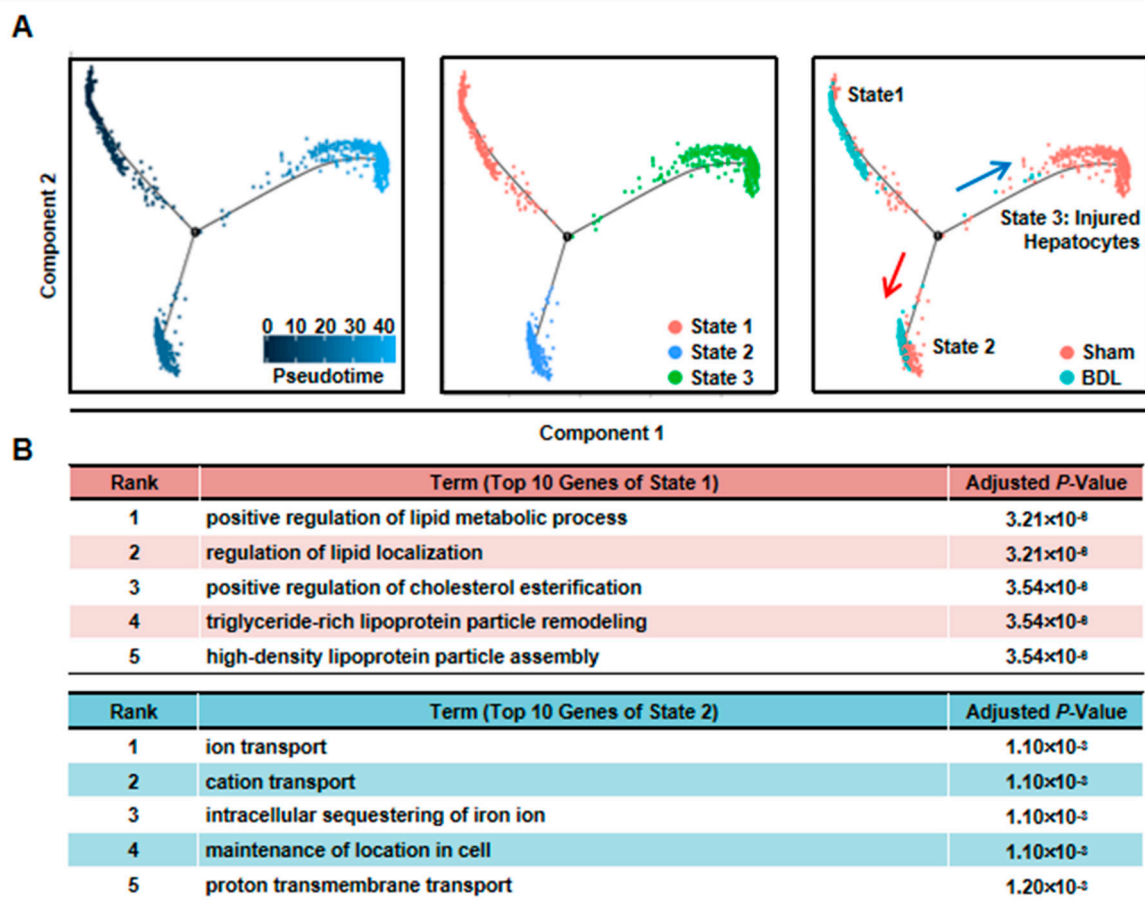 A
Component 2
0 10 20 30 40
Pseudotime
State 1
State 2
State 3
State1
State 3: Injured
Hepatocytes
State 2
Sham
BDL
Component 1
B
Rank Term (Top 10 Genes of State 1) Adjusted P-Value
1 positive regulation of lipid metabolic process 3.21×10⁻⁶
2 regulation of lipid localization 3.21×10⁻⁶
3 positive regulation of cholesterol esterification 3.54×10⁻⁶
4 triglyceride-rich lipoprotein particle remodeling 3.54×10⁻⁶
5 high-density lipoprotein particle assembly 3.54×10⁻⁶
Rank Term (Top 10 Genes of State 2) Adjusted P-Value
1 ion transport 1.10×10⁻³
2 cation transport 1.10×10⁻³
3 intracellular sequestering of iron ion 1.10×10⁻³
4 maintenance of location in cell 1.10×10⁻³
5 proton transmembrane transport 1.20×10⁻³